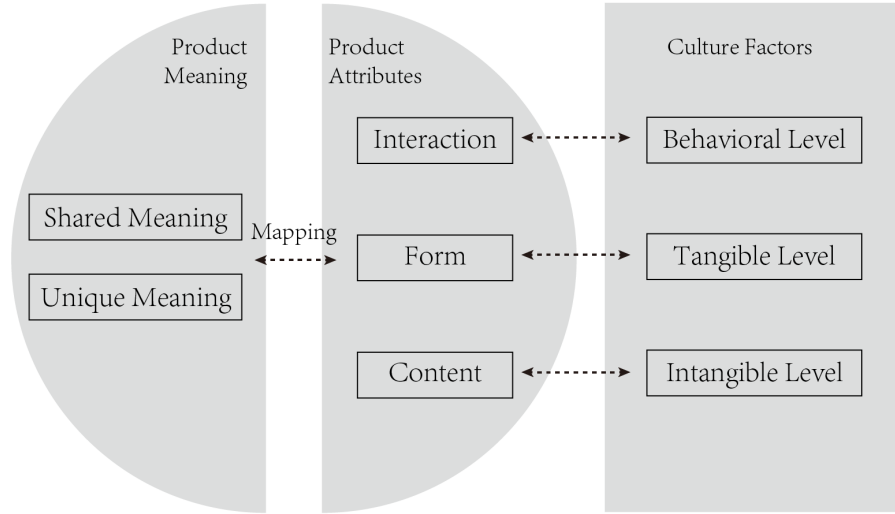 Product
Meaning
Shared Meaning
Unique Meaning
Mapping
Product
Attributes
Interaction
Form
Content
Culture Factors
Behavioral Level
Tangible Level
Intangible Level